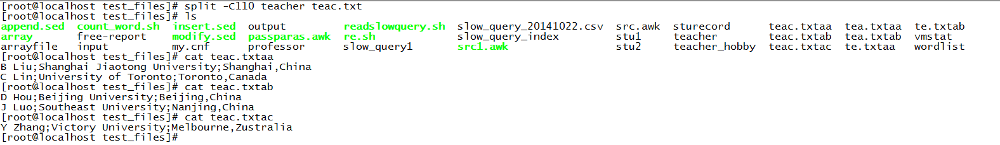 [root@localhost test_files]# split -C110 teacher teac.txt
[root@localhost test_files]# ls
append.sed  count_word.sh  insert.sed  output     readslowquery.sh  slow_query_20141022.csv  src.awk  sturecord      teac.txtaa  tea.txtaa  te.txtab
array       free-report    modify.sed  passparas.awk  re.sh             slow_query_index         stu1     teacher        teac.txtab  tea.txtab  vmstat
arrayfile   input          my.cnf      professor  slow_query1       src1.awk                 stu2     teacher_hobby  teac.txtac  te.txtaa   wordlist
[root@localhost test_files]# cat teac.txtaa
B Liu;Shanghai Jiaotong University;Shanghai,China
C Lin;University of Toronto;Toronto,Canada
[root@localhost test_files]# cat teac.txtab
D Hou;Beijing University;Beijing,China
J Luo;Southeast University;Nanjing,China
[root@localhost test_files]# cat teac.txtac
Y Zhang;Victory University;Melbourne,Zustralia
[root@localhost test_files]#